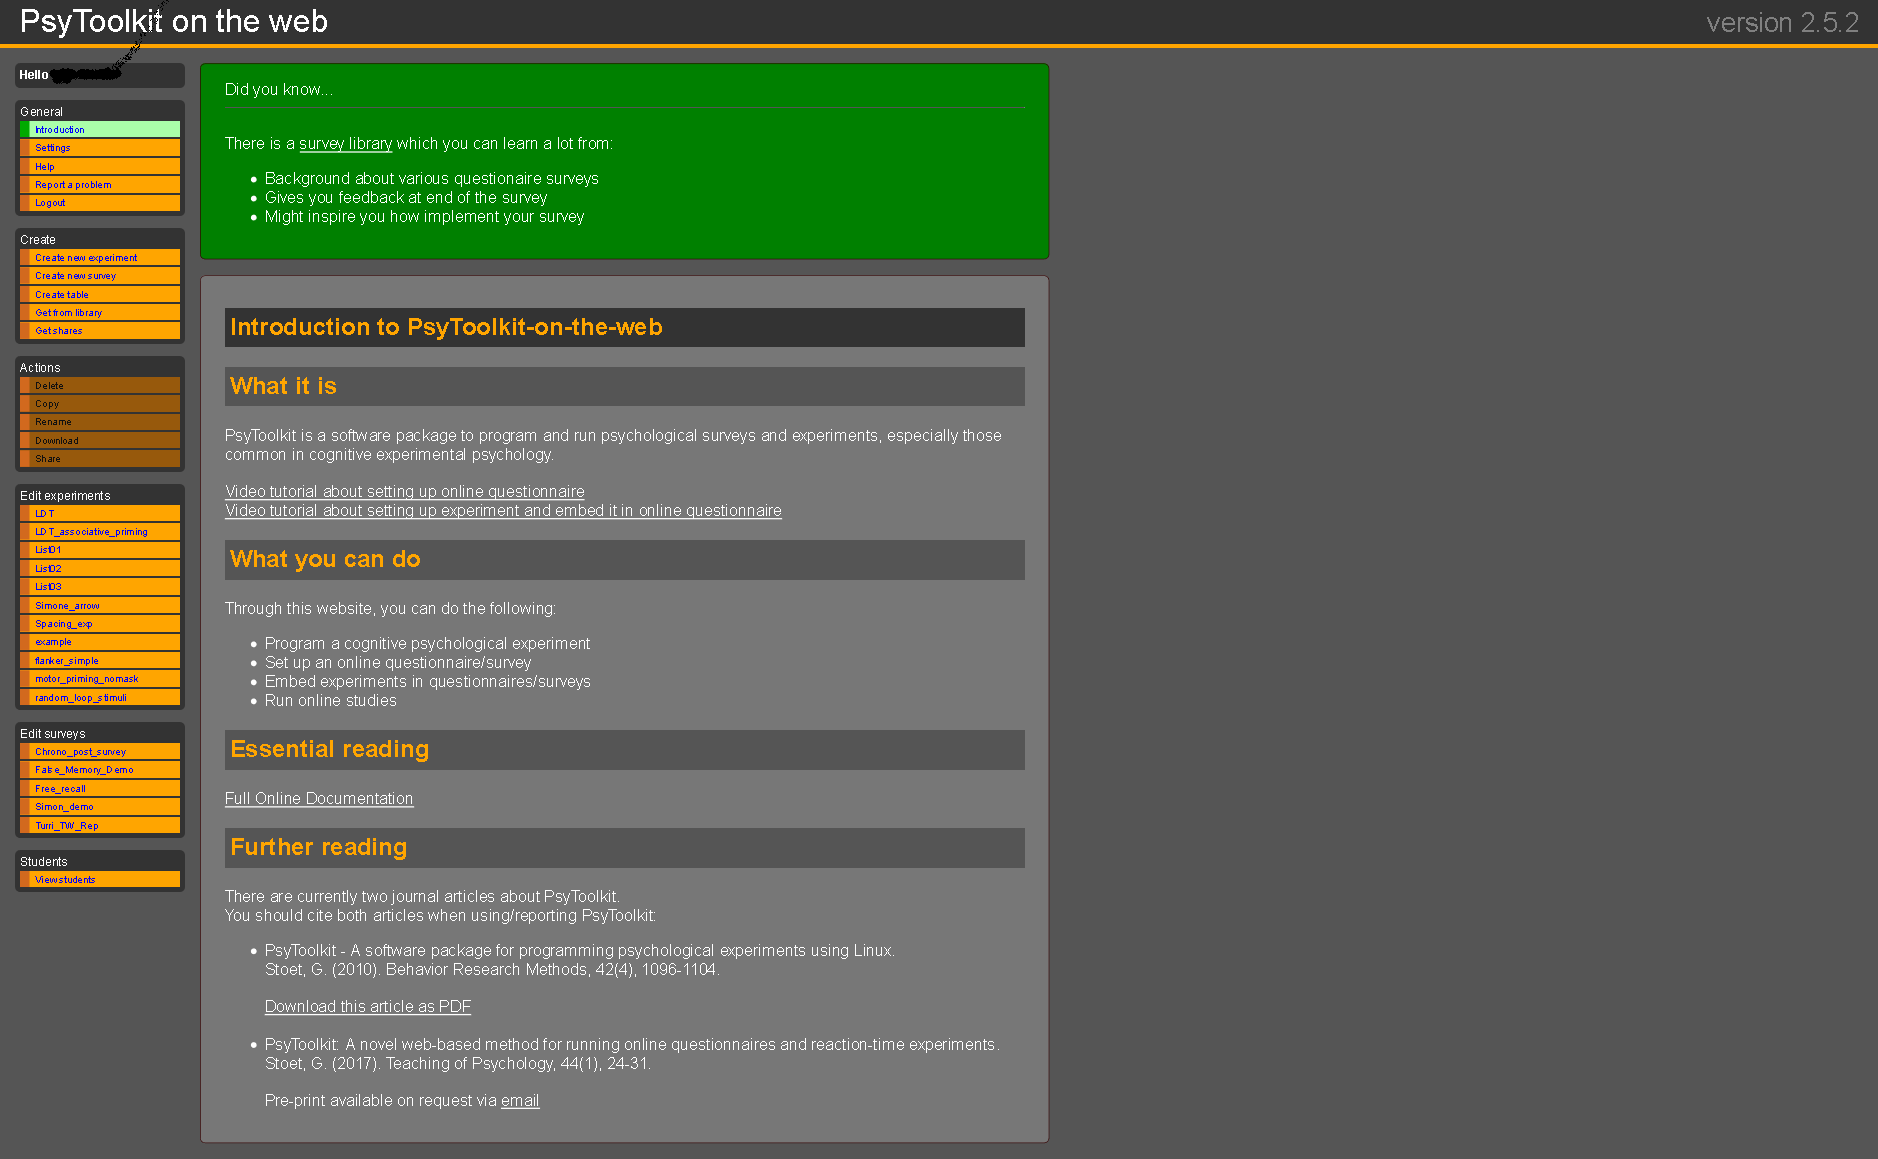 PsyToolkit on the web
version 2.5.2
Hello
General
Introduction
Settings
Help
Report a problem
Logout
Create
Create new experiment
Create new survey
Create table
Get from library
Get shares
Actions
Delete
Copy
Rename
Download
Share
Edit experiments
LDT
LDT_associative_priming
List01
List02
List03
Simone_arrow
Spacing_exp
example
flanker_simple
motor_priming_nomask
random_loop_stimuli
Edit surveys
Chrono_post_survey
False_Memory_Demo
Free_recall
Simon_demo
Turri_TW_Rep
Students
View students
Did you know...
There is a survey library which you can learn a lot from:
Background about various questionaire surveys
Gives you feedback at end of the survey
Might inspire you how implement your survey
Introduction to PsyToolkit-on-the-web
What it is
PsyToolkit is a software package to program and run psychological surveys and experiments, especially those
common in cognitive experimental psychology.
Video tutorial about setting up online questionnaire
Video tutorial about setting up experiment and embed it in online questionnaire
What you can do
Through this website, you can do the following:
Program a cognitive psychological experiment
Set up an online questionnaire/survey
Embed experiments in questionnaires/surveys
Run online studies
Essential reading
Full Online Documentation
Further reading
There are currently two journal articles about PsyToolkit.
You should cite both articles when using/reporting PsyToolkit:
PsyToolkit - A software package for programming psychological experiments using Linux.
Stoet, G. (2010). Behavior Research Methods, 42(4), 1096-1104.
Download this article as PDF
PsyToolkit: A novel web-based method for running online questionnaires and reaction-time experiments.
Stoet, G. (2017). Teaching of Psychology, 44(1), 24-31.
Pre-print available on request via email